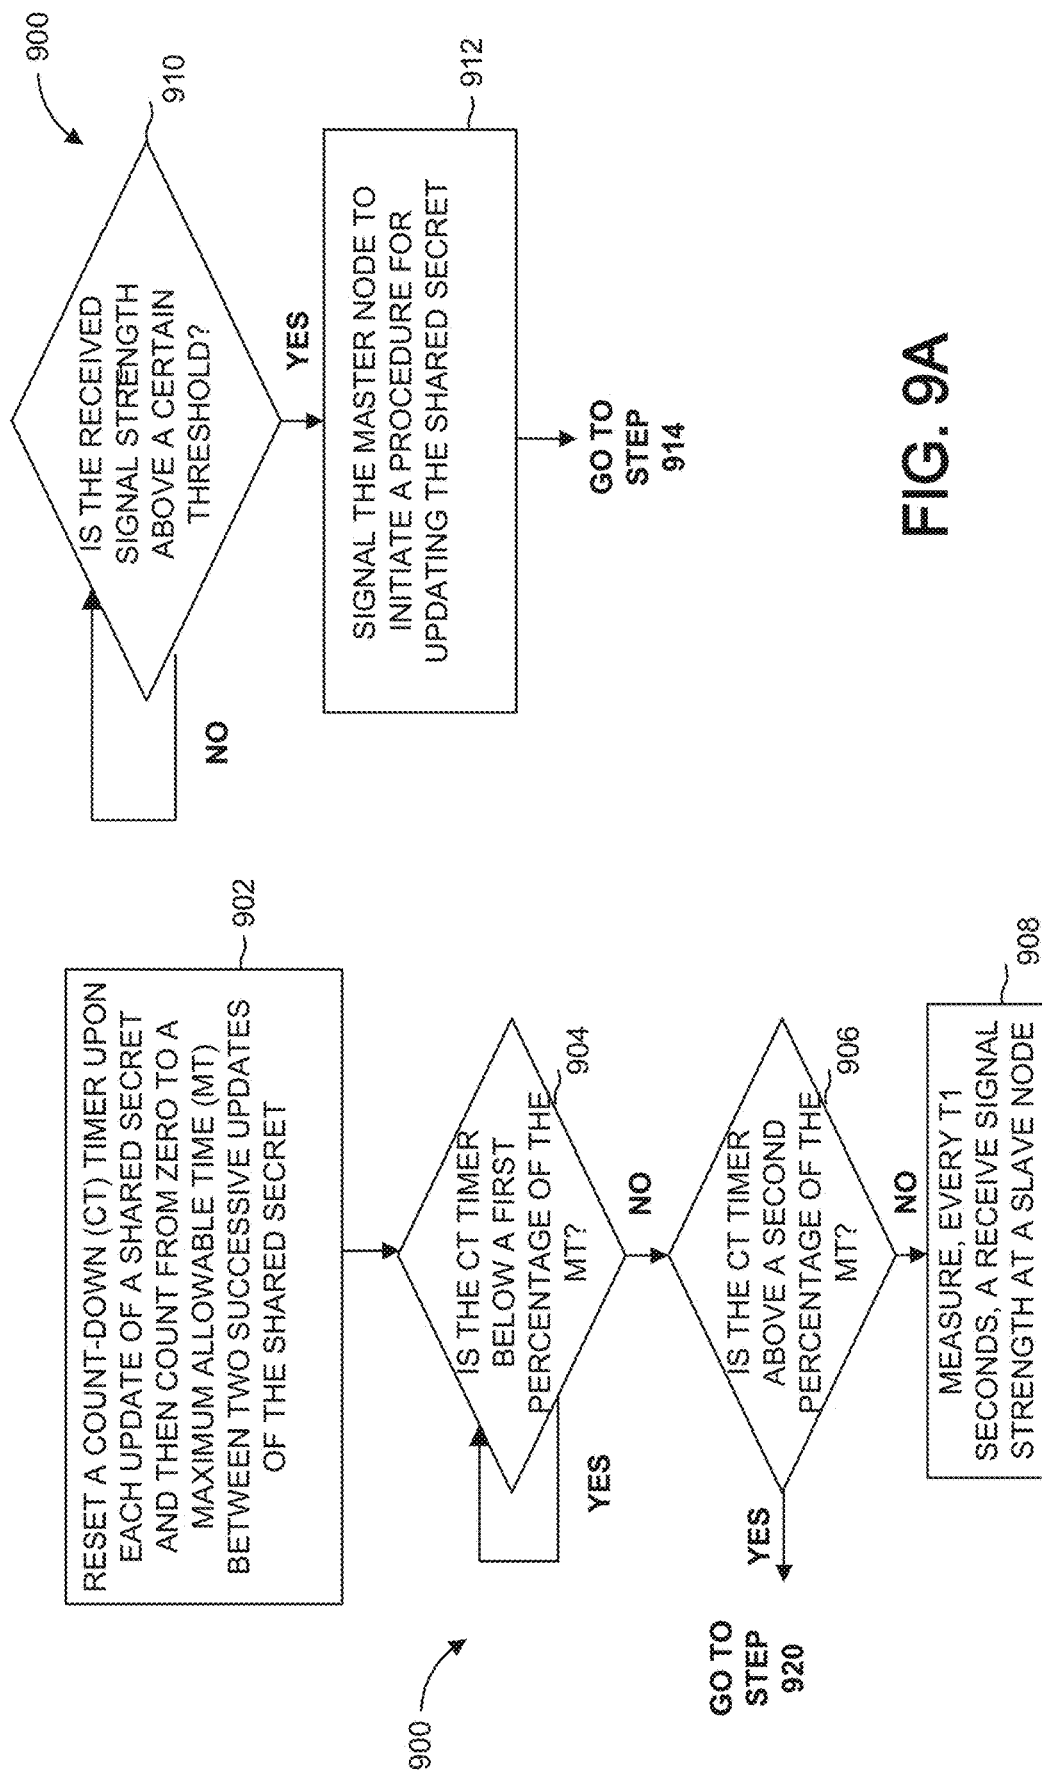 900
RESET A COUNT-DOWN (CT) TIMER UPON
EACH UPDATE OF A SHARED SECRET
AND THEN COUNT FROM ZERO TO A
MAXIMUM ALLOWABLE TIME (MT)
BETWEEN TWO SUCCESSIVE UPDATES
OF THE SHARED SECRET
902
IS THE CT TIMER
BELOW A FIRST
PERCENTAGE OF THE
MT?
904
YES
NO
IS THE CT TIMER
ABOVE A SECOND
PERCENTAGE OF THE
MT?
906
YES
GO TO
STEP
920
NO
MEASURE, EVERY T1
SECONDS, A RECEIVE SIGNAL
STRENGTH AT A SLAVE NODE
908
900
IS THE RECEIVED
SIGNAL STRENGTH
ABOVE A CERTAIN
THRESHOLD?
910
NO
YES
SIGNAL THE MASTER NODE TO
INITIATE A PROCEDURE FOR
UPDATING THE SHARED SECRET
912
GO TO
STEP
914
FIG. 9A